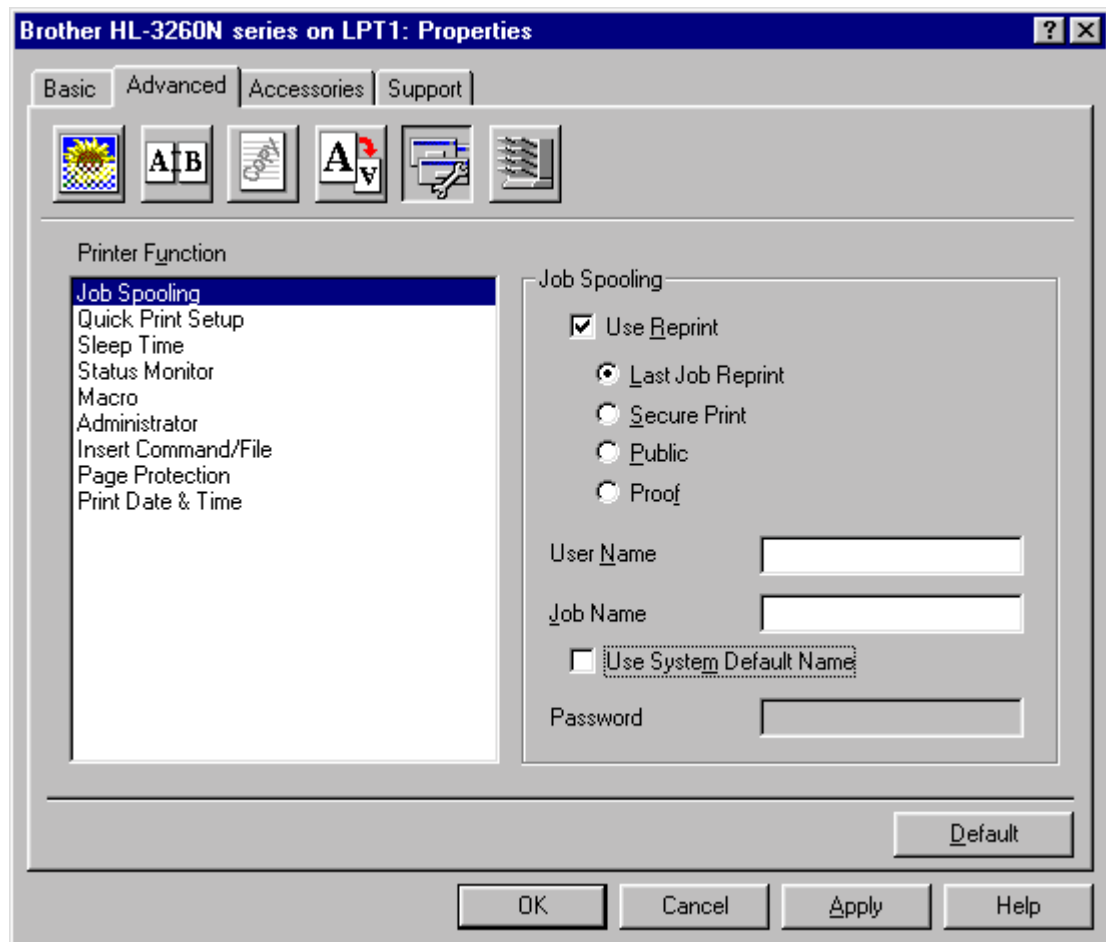 Brother HL-3260N series on LPT1: Properties
? X
Basic Advanced Accessories Support
A B COPY A V
Printer Function
Job Spooling
Quick Print Setup
Sleep Time
Status Monitor
Macro
Administrator
Insert Command/File
Page Protection
Print Date & Time
Job Spooling
Use Reprint
Last Job Reprint
Secure Print
Public
Proof
User Name
Job Name
Use System Default Name
Password
Default
OK Cancel Apply Help